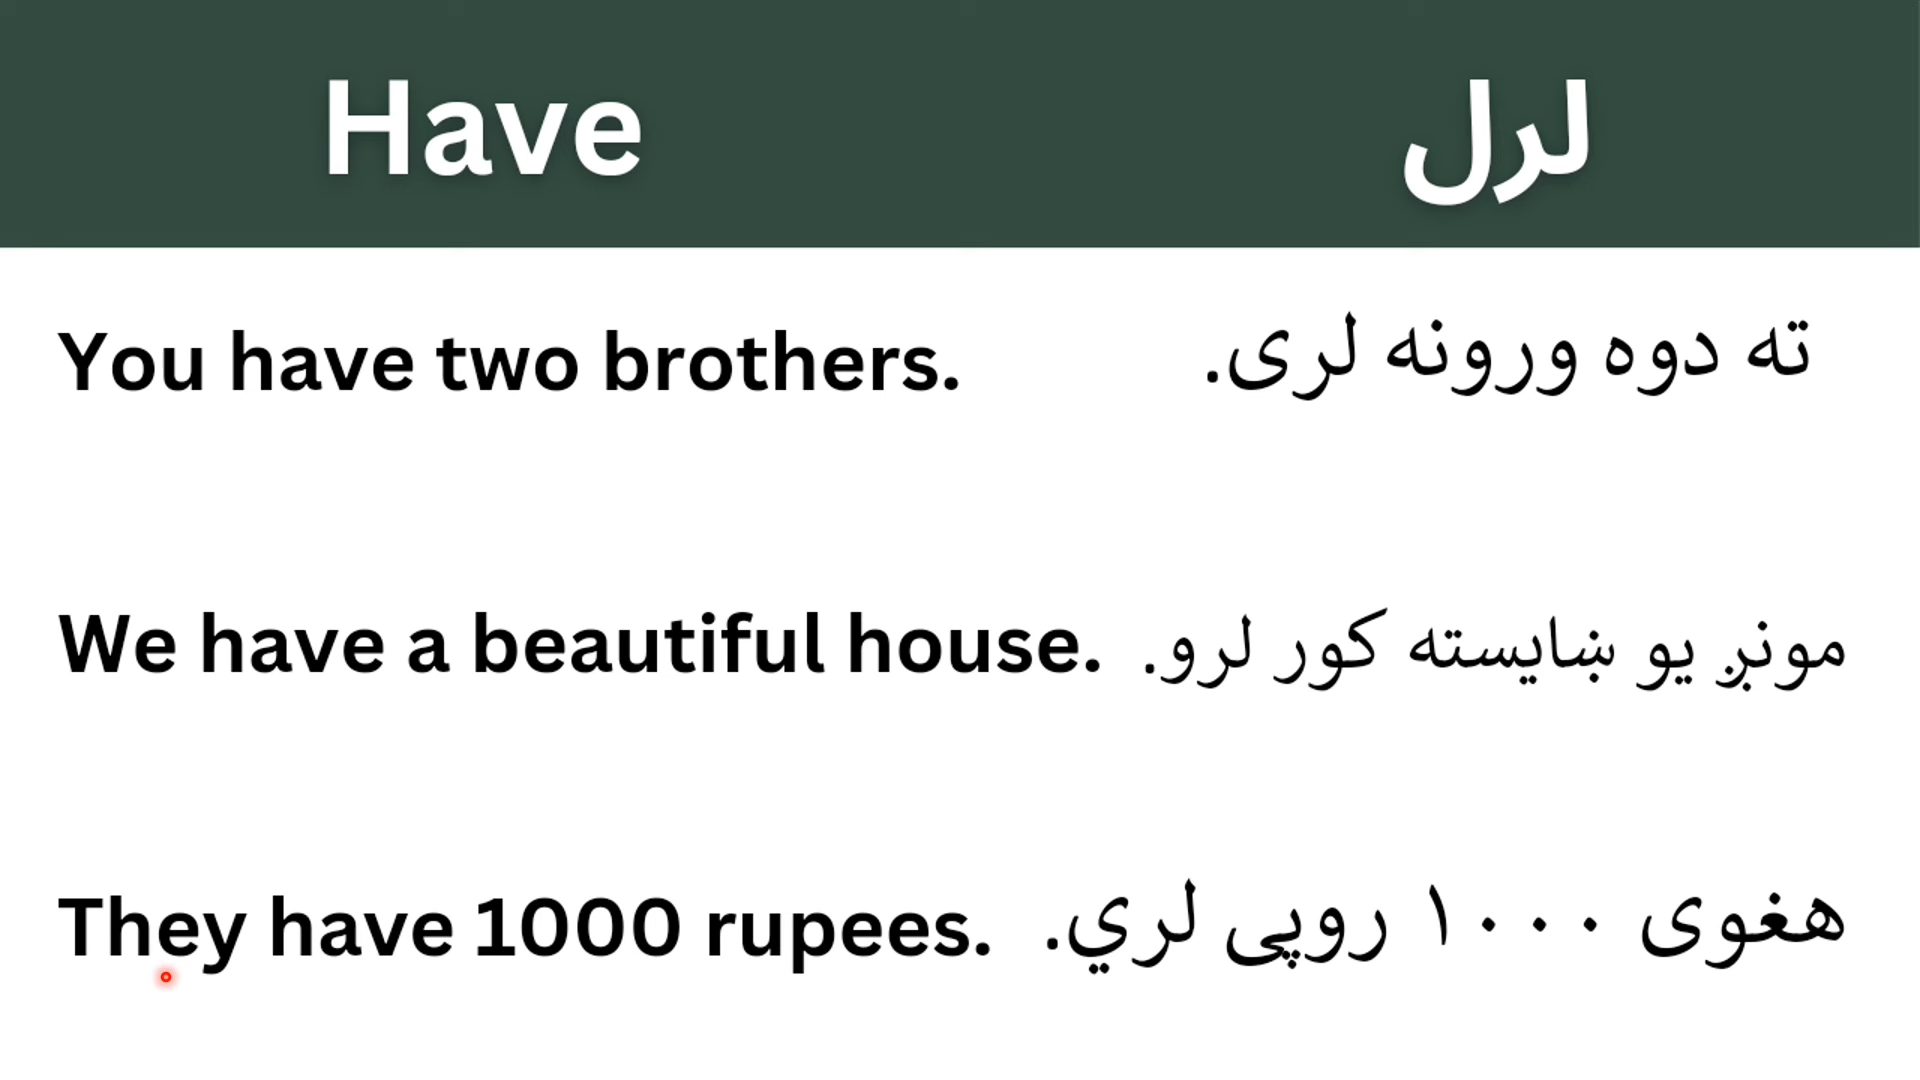 Have لرل
You have two brothers. ته دوه ورونه لری.
We have a beautiful house. مونږ یو ښایسته کور لرو.
They have 1000 rupees. هغوی ۱۰۰۰ روپی لري.